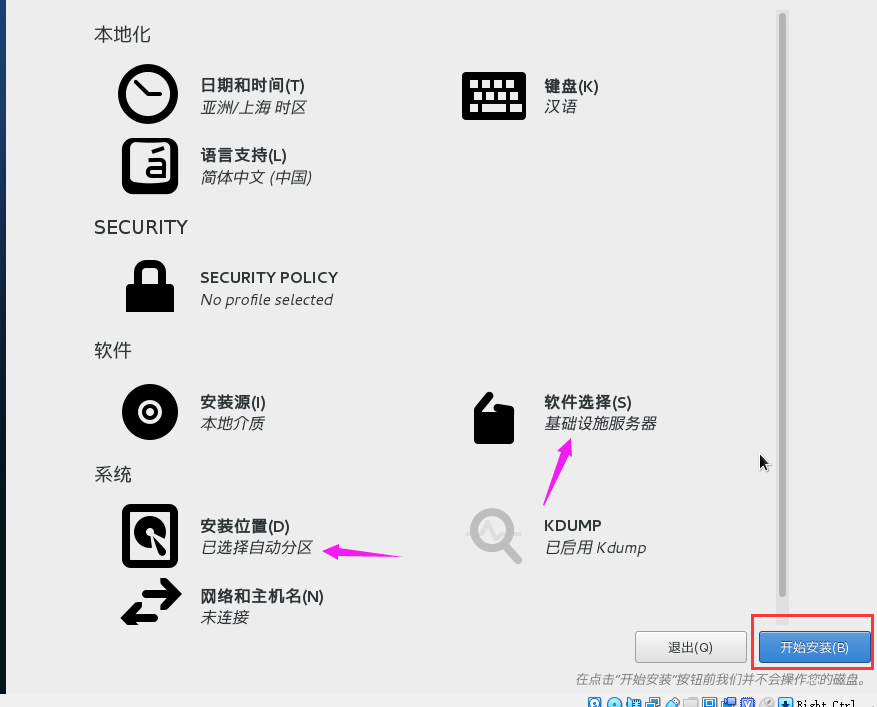 本地化
日期和时间(T)
亚洲/上海 时区
键盘(K)
汉语
语言支持(L)
简体中文 (中国)
SECURITY
SECURITY POLICY
No profile selected
软件
安装源(I)
本地介质
软件选择(S)
基础设施服务器
系统
安装位置(D)
已选择自动分区
KDUMP
已启用 Kdump
网络和主机名(N)
未连接
退出(Q)
开始安装(B)
在点击"开始安装"按钮前我们并不会操作您的磁盘。
Right Ctrl